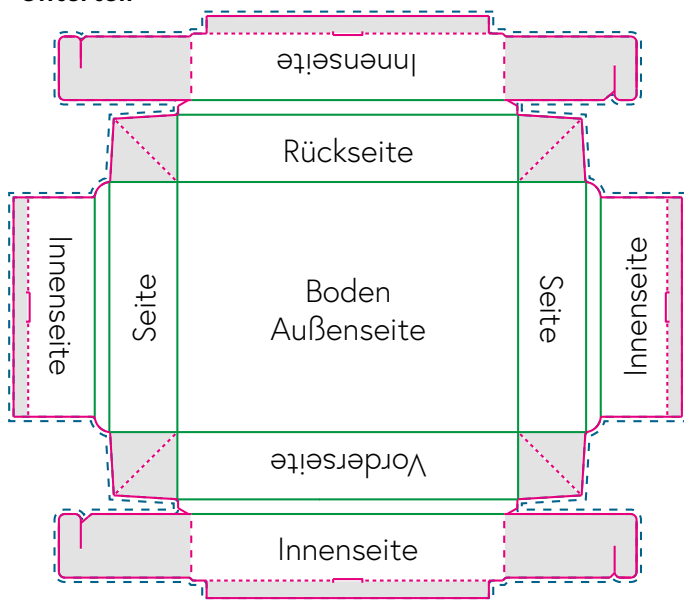 Unterteil
Innenseite
Rückseite
Innenseite
Seite
Boden
Außenseite
Seite
Innenseite
Vorderseite
Innenseite